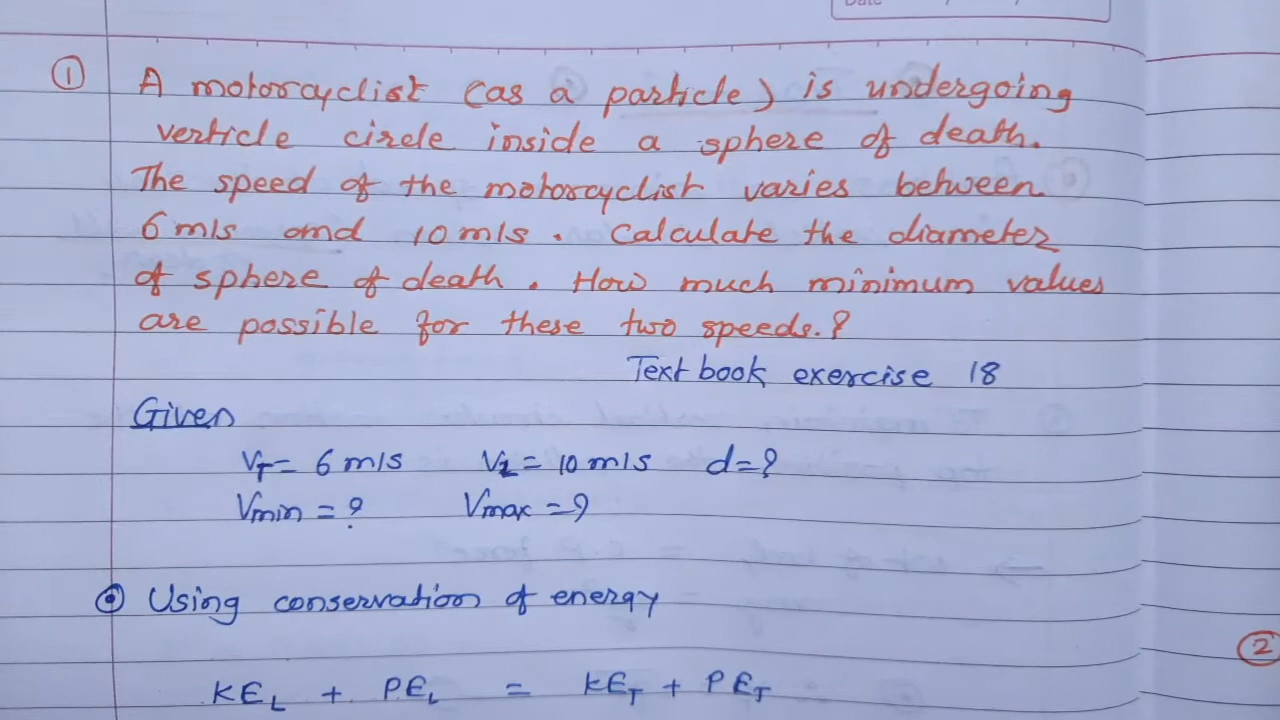 Date
① A motorcyclist (as a particle) is undergoing
verticle circle inside a sphere of death.
The speed of the motorcyclist varies between
6 m/s and 10 m/s. Calculate the diameter
of sphere of death. How much minimum values
are possible for these two speeds.?
Text book exercise 18
Given
V_T = 6 m/s V_L = 10 m/s d=?
Vmin = ? Vmax = ?
Using conservation of energy
②
KE_L + PE_L = KE_T + PE_T